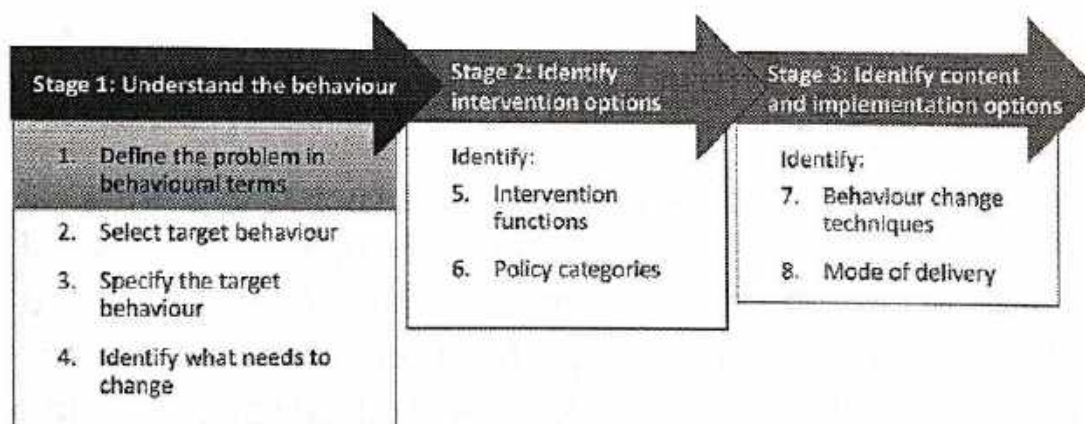 Stage 1: Understand the behaviour
1. Define the problem in
behavioural terms
2. Select target behaviour
3. Specify the target
behaviour
4. Identify what needs to
change
Stage 2: Identify
intervention options
Identify:
5. Intervention
functions
6. Policy categories
Stage 3: Identify content
and implementation options
Identify:
7. Behaviour change
techniques
8. Mode of delivery